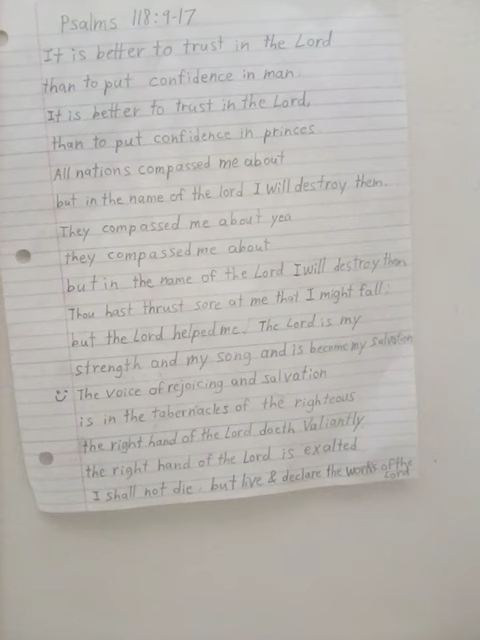 Psalms 118:9-17
It is better to trust in the Lord
than to put confidence in man.
It is better to trust in the Lord,
than to put confidence in princes
All nations compassed me about
but in the name of the lord I will destroy them.
They compassed me about yea
they compassed me about
but in the name of the Lord I will destroy them
Thou hast thrust sore at me that I might fall:
but the Lord helped me. The Lord is my
strength and my song and is become my salvation
The voice of rejoicing and salvation
is in the tabernacles of the righteous
the right hand of the Lord doeth Valiantly
the right hand of the Lord is exalted
I shall not die, but live & declare the works of the Lord